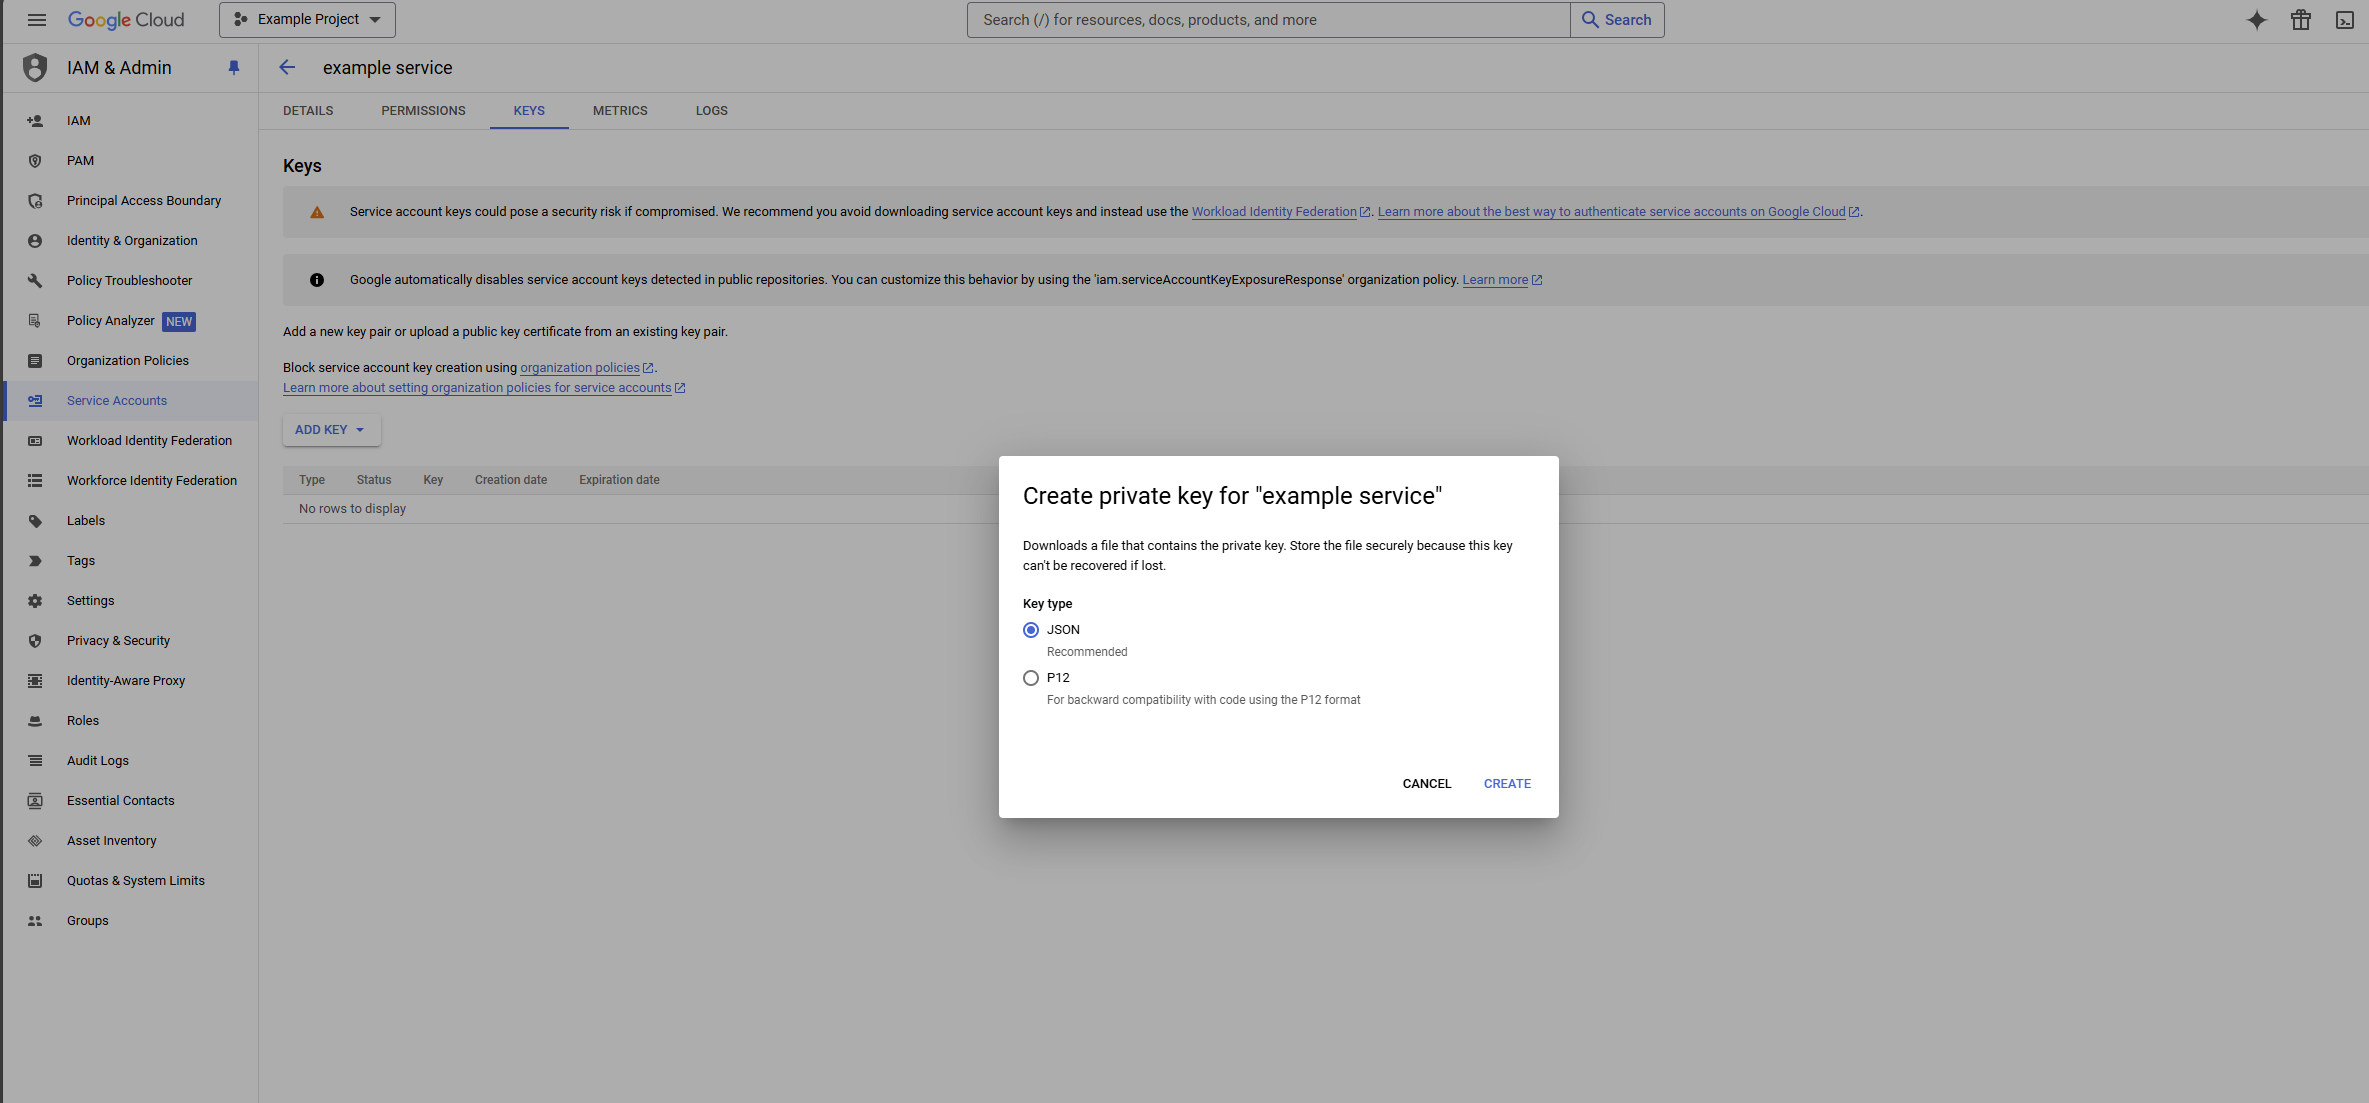 Google Cloud
Example Project
Search (/) for resources, docs, products, and more
Search
IAM & Admin
example service
DETAILS
PERMISSIONS
KEYS
METRICS
LOGS
IAM
PAM
Principal Access Boundary
Identity & Organization
Policy Troubleshooter
Policy Analyzer NEW
Organization Policies
Service Accounts
Workload Identity Federation
Workforce Identity Federation
Labels
Tags
Settings
Privacy & Security
Identity-Aware Proxy
Roles
Audit Logs
Essential Contacts
Asset Inventory
Quotas & System Limits
Groups
Keys
Service account keys could pose a security risk if compromised. We recommend you avoid downloading service account keys and instead use the Workload Identity Federation. Learn more about the best way to authenticate service accounts on Google Cloud.
Google automatically disables service account keys detected in public repositories. You can customize this behavior by using the 'iam.serviceAccountKeyExposureResponse' organization policy. Learn more
Add a new key pair or upload a public key certificate from an existing key pair.
Block service account key creation using organization policies.
Learn more about setting organization policies for service accounts
ADD KEY
Type Status Key Creation date Expiration date
No rows to display
Create private key for "example service"
Downloads a file that contains the private key. Store the file securely because this key
can't be recovered if lost.
Key type
JSON
Recommended
P12
For backward compatibility with code using the P12 format
CANCEL CREATE